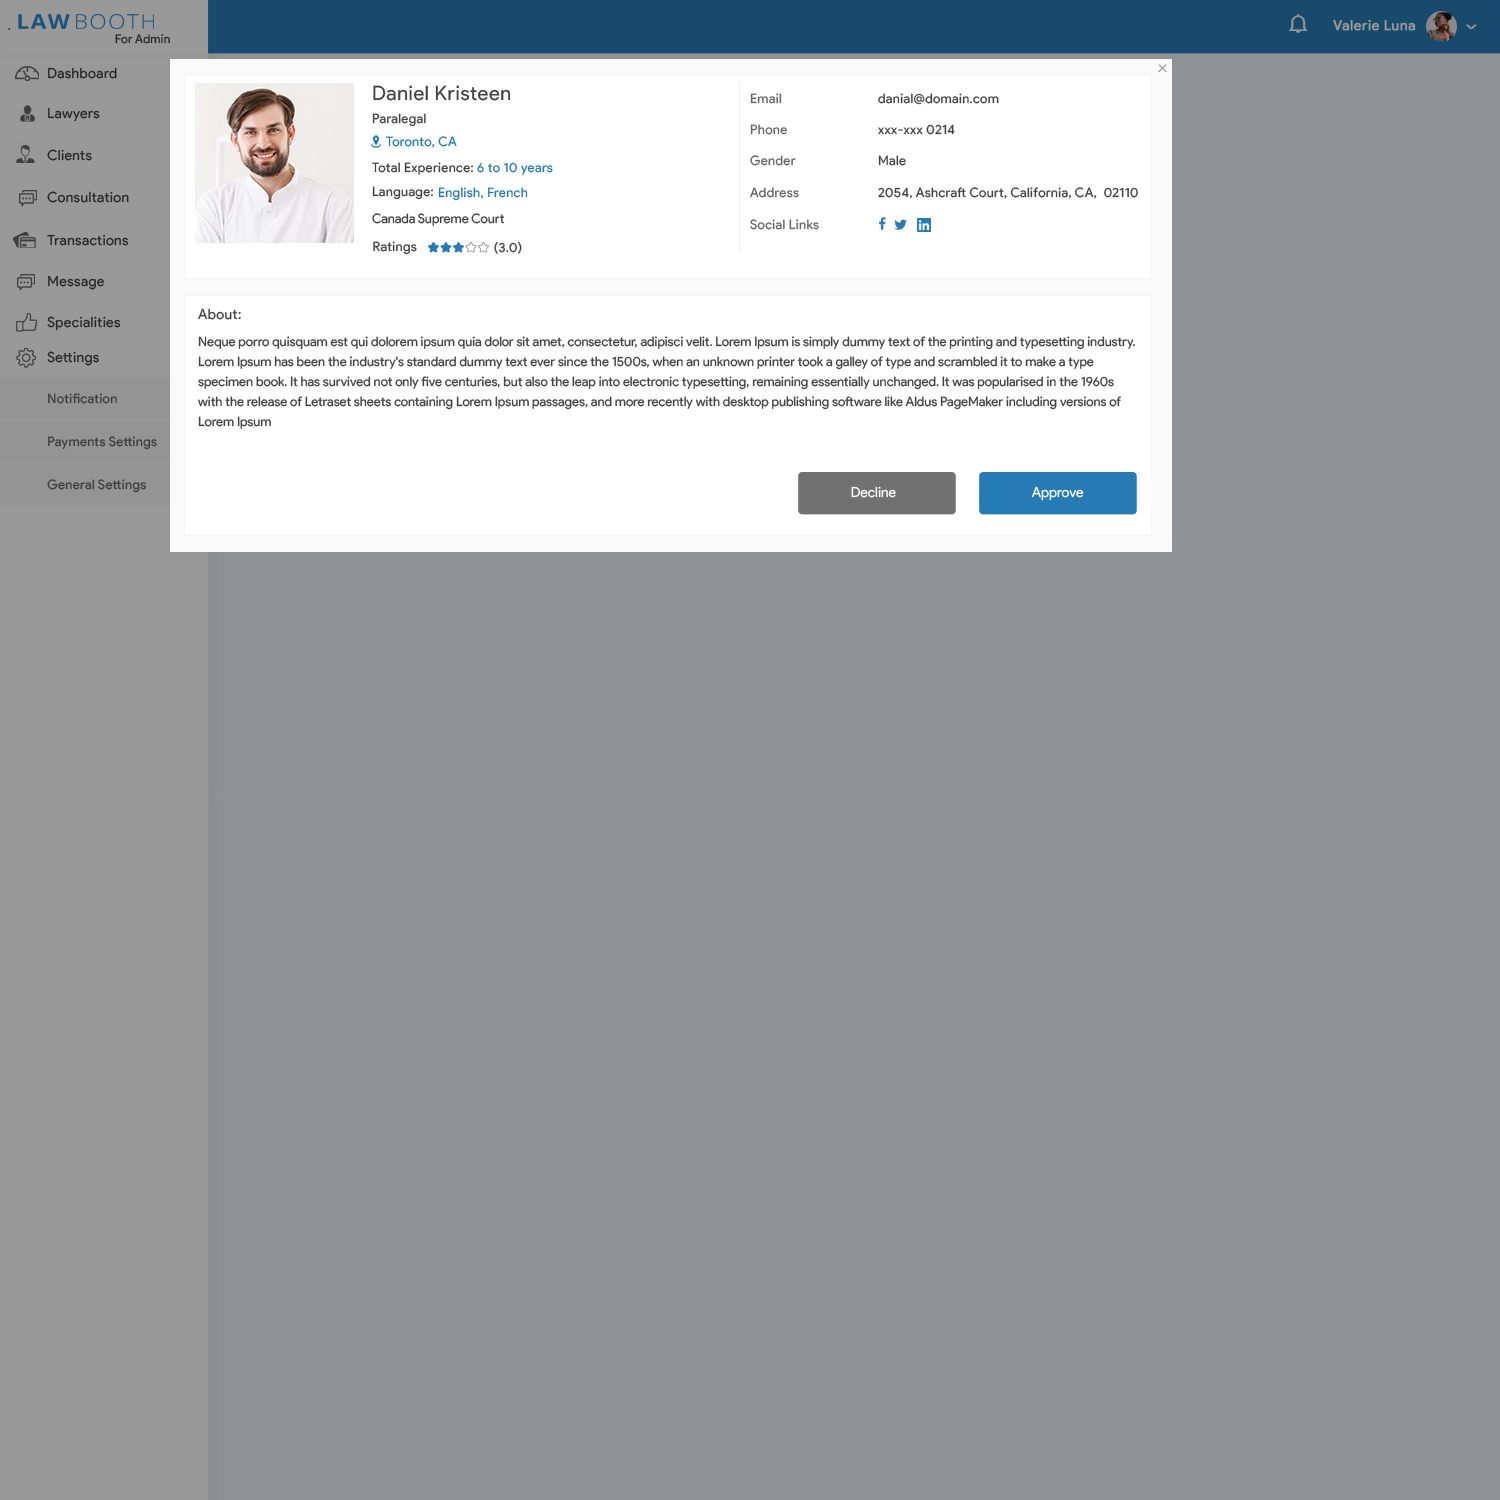 LAWBOOTH
For Admin
Valerie Luna
Dashboard
Lawyers
Clients
Consultation
Transactions
Message
Specialities
Settings
Notification
Payments Settings
General Settings
Daniel Kristeen
Paralegal
Toronto, CA
Total Experience: 6 to 10 years
Language: English, French
Canada Supreme Court
Ratings (3.0)
Email danial@domain.com
Phone xxx-xxx 0214
Gender Male
Address 2054, Ashcraft Court, California, CA, 02110
Social Links
About:
Neque porro quisquam est qui dolorem ipsum quia dolor sit amet, consectetur, adipisci velit. Lorem Ipsum is simply dummy text of the printing and typesetting industry.
Lorem Ipsum has been the industry's standard dummy text ever since the 1500s, when an unknown printer took a galley of type and scrambled it to make a type
specimen book. It has survived not only five centuries, but also the leap into electronic typesetting, remaining essentially unchanged. It was popularised in the 1960s
with the release of Letraset sheets containing Lorem Ipsum passages, and more recently with desktop publishing software like Aldus PageMaker including versions of
Lorem Ipsum
Decline
Approve